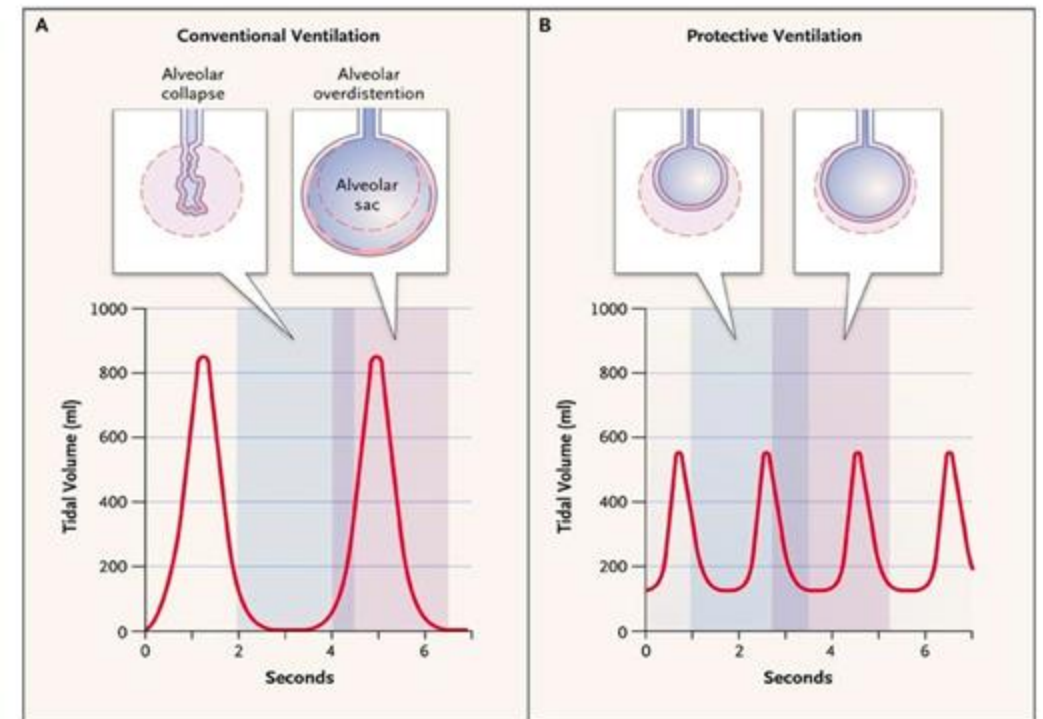 A
Conventional Ventilation
Alveolar
collapse
Alveolar
overdistention
Alveolar
sac
1000
800
600
400
200
0
Tidal Volume (ml)
0 2 4 6
Seconds
B
Protective Ventilation
1000
800
600
400
200
0
Tidal Volume (ml)
0 2 4 6
Seconds